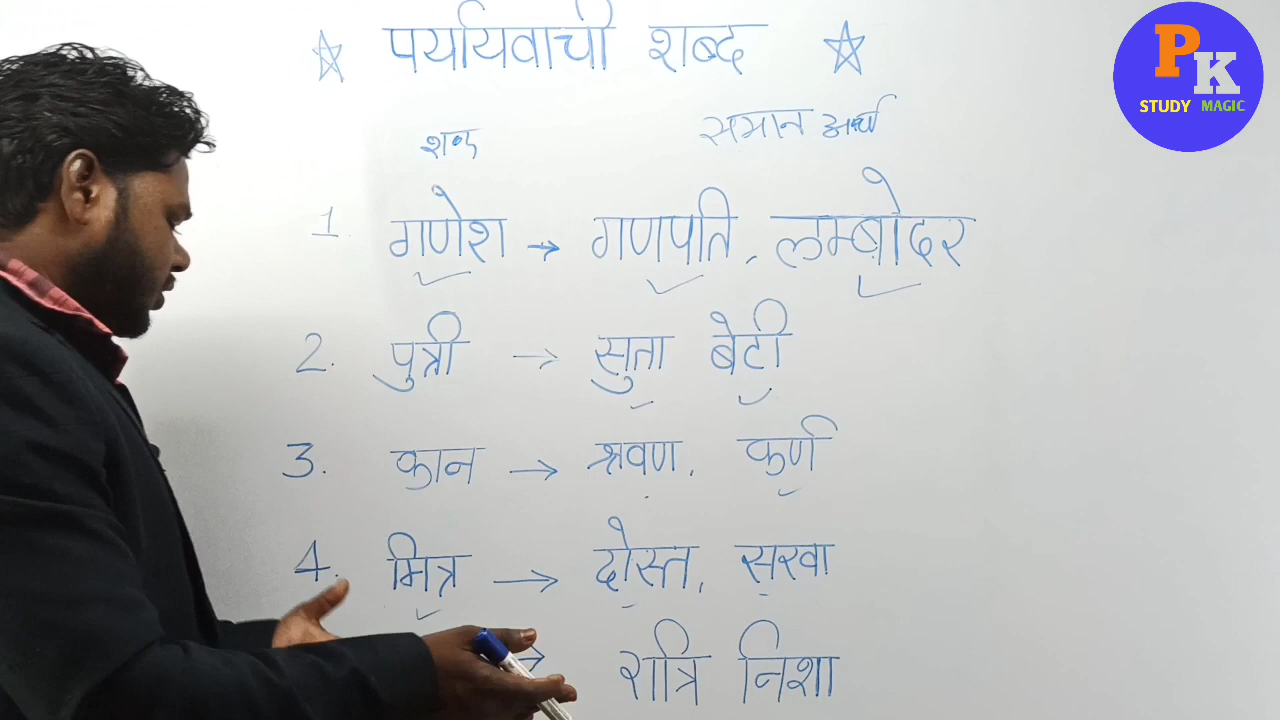 ☆ पर्यायवाची शब्द ☆
PK
STUDY MAGIC
शब्द समान अर्थ
1. गणेश → गणपति, लम्बोदर
2. पुत्री → सुता बेटी
3. कान → श्रवण, कर्ण
4. मित्र → दोस्त, सखा
→ रात्रि निशा